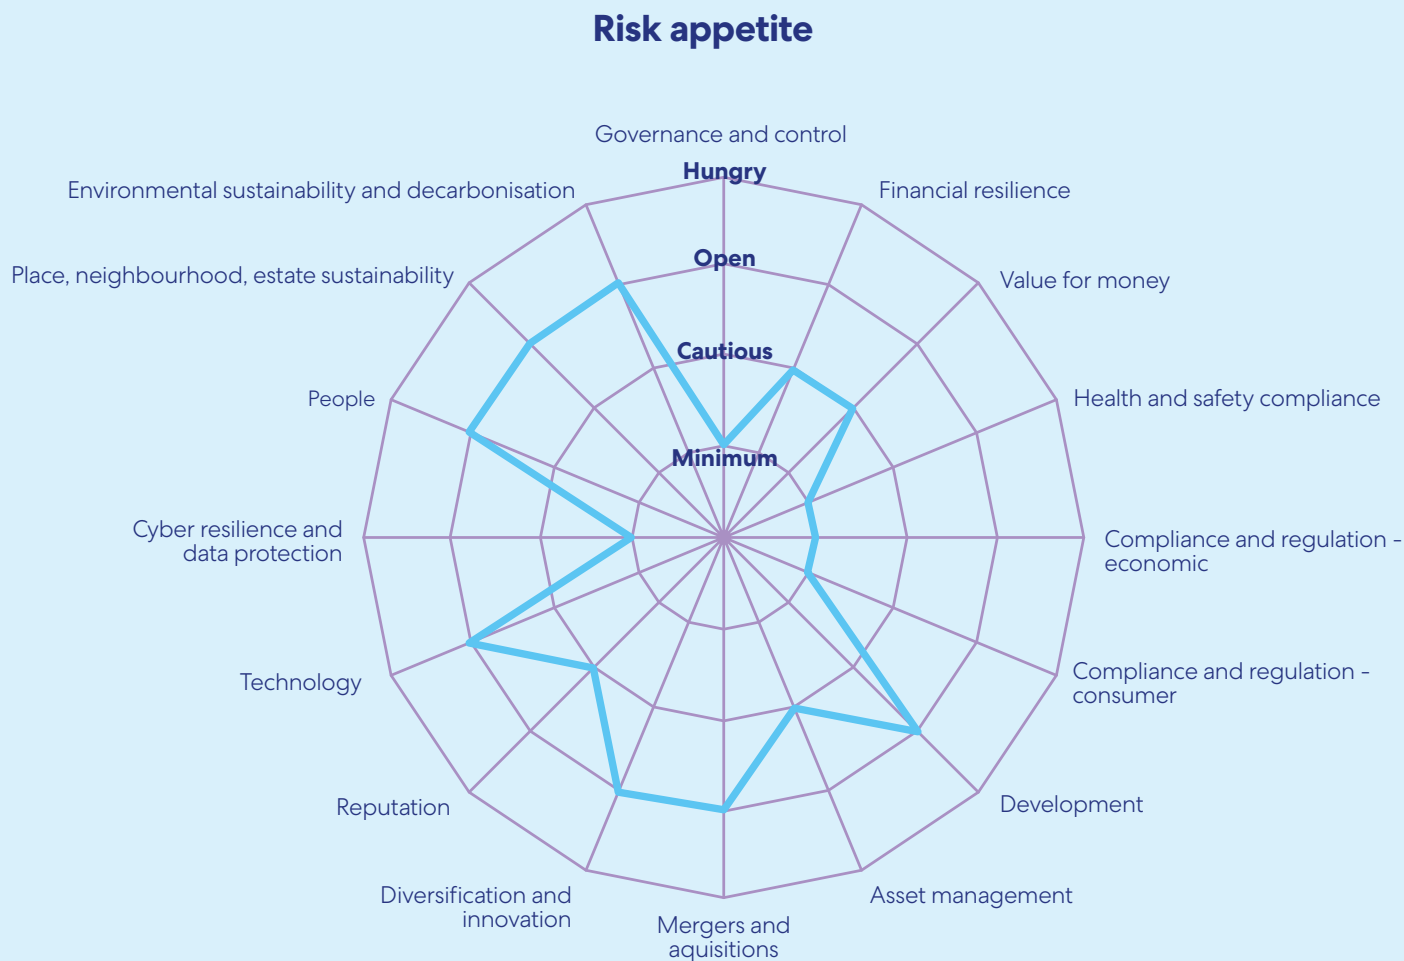 Risk appetite
Governance and control
Hungry
Environmental sustainability and decarbonisation
Financial resilience
Open
Place, neighbourhood, estate sustainability
Value for money
Cautious
People
Health and safety compliance
Minimum
Cyber resilience and
data protection
Compliance and regulation -
economic
Technology
Compliance and regulation -
consumer
Reputation
Development
Diversification and
innovation
Asset management
Mergers and
aquisitions